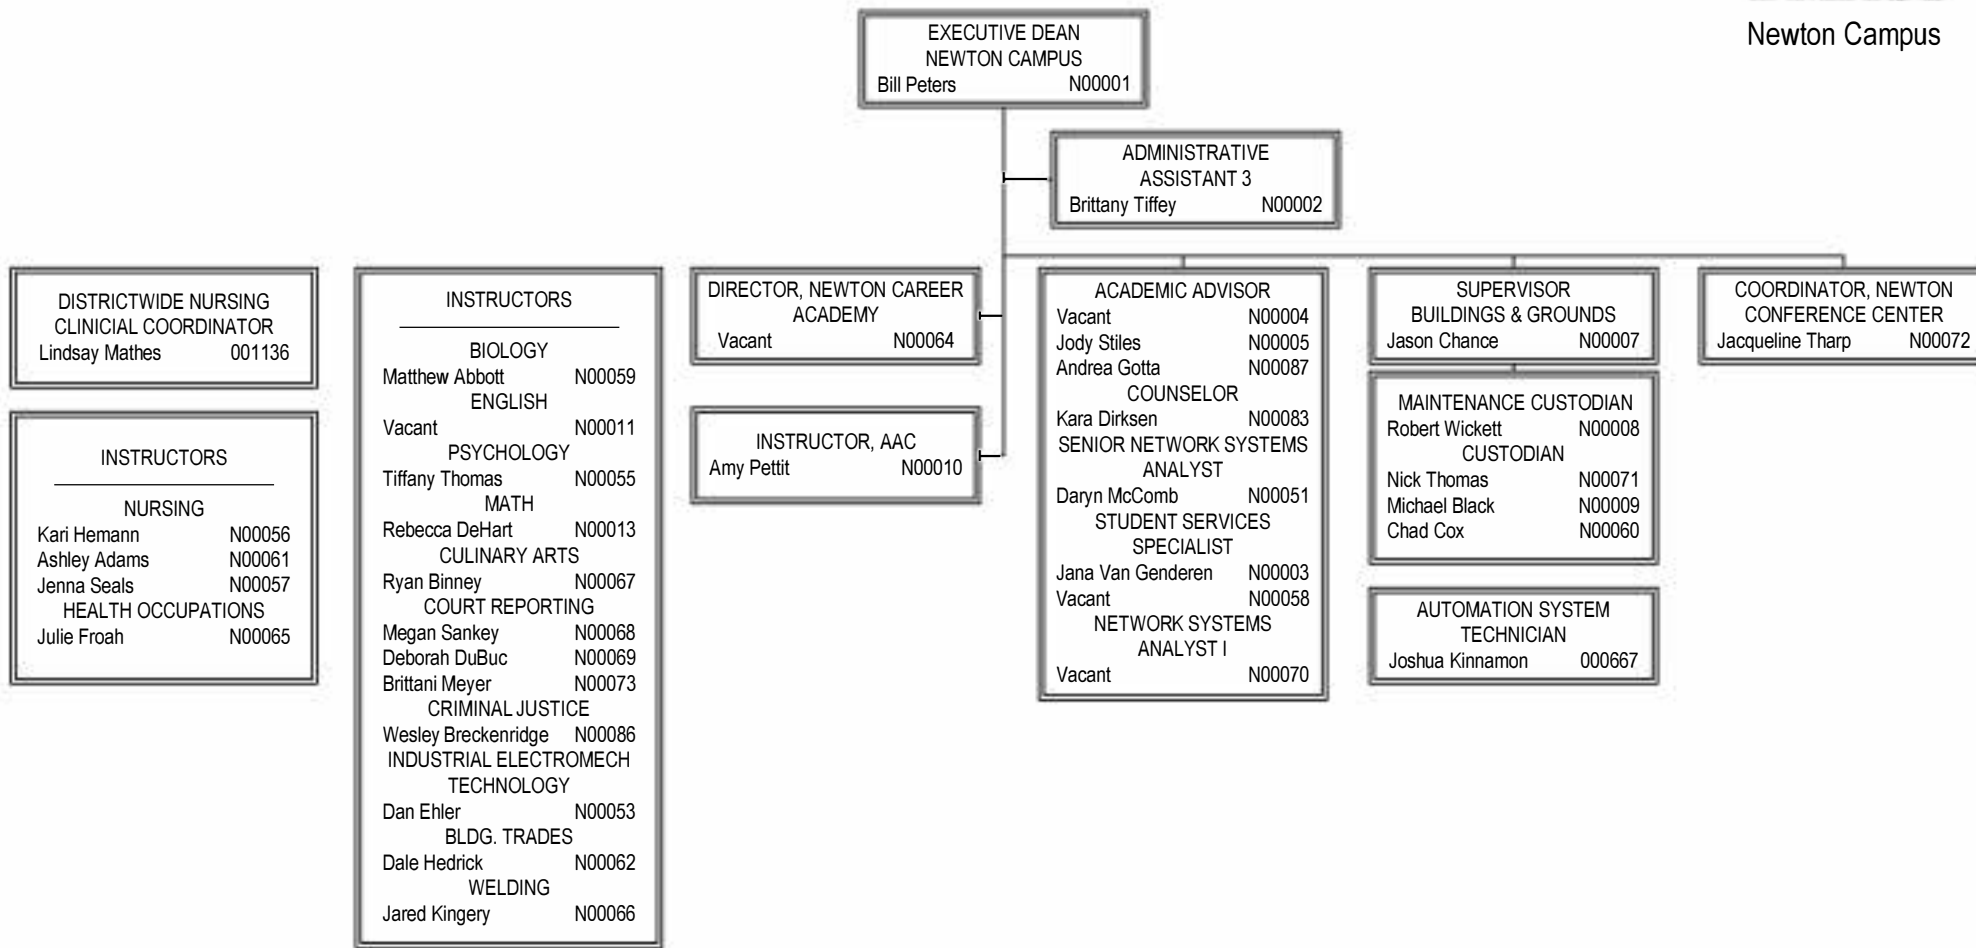 Newton Campus
EXECUTIVE DEAN
NEWTON CAMPUS
Bill Peters N00001
ADMINISTRATIVE
ASSISTANT 3
Brittany Tiffey N00002
DISTRICTWIDE NURSING
CLINICIAL COORDINATOR
Lindsay Mathes 001136
INSTRUCTORS
NURSING
Kari Hemann N00056
Ashley Adams N00061
Jenna Seals N00057
HEALTH OCCUPATIONS
Julie Froah N00065
INSTRUCTORS
BIOLOGY
Matthew Abbott N00059
ENGLISH
Vacant N00011
PSYCHOLOGY
Tiffany Thomas N00055
MATH
Rebecca DeHart N00013
CULINARY ARTS
Ryan Binney N00067
COURT REPORTING
Megan Sankey N00068
Deborah DuBuc N00069
Brittani Meyer N00073
CRIMINAL JUSTICE
Wesley Breckenridge N00086
INDUSTRIAL ELECTROMECH
TECHNOLOGY
Dan Ehler N00053
BLDG. TRADES
Dale Hedrick N00062
WELDING
Jared Kingery N00066
DIRECTOR, NEWTON CAREER
ACADEMY
Vacant N00064
INSTRUCTOR, AAC
Amy Pettit N00010
ACADEMIC ADVISOR
Vacant N00004
Jody Stiles N00005
Andrea Gotta N00087
COUNSELOR
Kara Dirksen N00083
SENIOR NETWORK SYSTEMS
ANALYST
Daryn McComb N00051
STUDENT SERVICES
SPECIALIST
Jana Van Genderen N00003
Vacant N00058
NETWORK SYSTEMS
ANALYST I
Vacant N00070
SUPERVISOR
BUILDINGS & GROUNDS
Jason Chance N00007
MAINTENANCE CUSTODIAN
Robert Wickett N00008
CUSTODIAN
Nick Thomas N00071
Michael Black N00009
Chad Cox N00060
AUTOMATION SYSTEM
TECHNICIAN
Joshua Kinnamon 000667
COORDINATOR, NEWTON
CONFERENCE CENTER
Jacqueline Tharp N00072